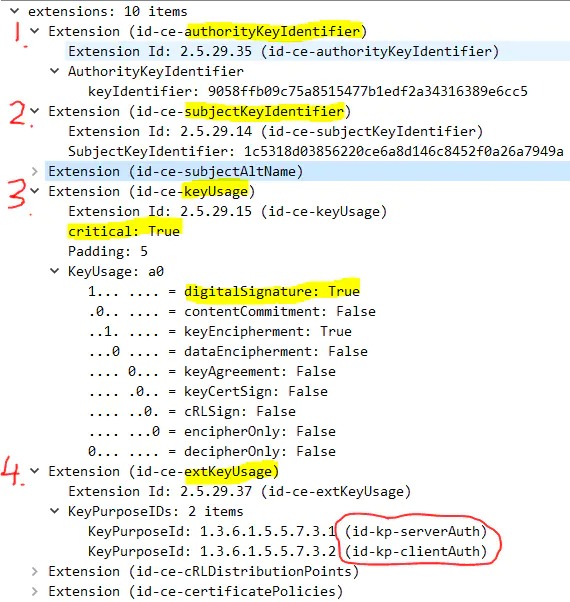 extensions: 10 items
1. Extension (id-ce-authorityKeyIdentifier)
Extension Id: 2.5.29.35 (id-ce-authorityKeyIdentifier)
AuthorityKeyIdentifier
keyIdentifier: 9058ffb09c75a8515477b1edf2a34316389e6cc5
2. Extension (id-ce-subjectKeyIdentifier)
Extension Id: 2.5.29.14 (id-ce-subjectKeyIdentifier)
SubjectKeyIdentifier: 1c5318d03856220ce6a8d146c8452f0a26a7949a
Extension (id-ce-subjectAltName)
3. Extension (id-ce-keyUsage)
Extension Id: 2.5.29.15 (id-ce-keyUsage)
critical: True
Padding: 5
KeyUsage: a0
1... .... = digitalSignature: True
.0.. .... = contentCommitment: False
..1. .... = keyEncipherment: True
...0 .... = dataEncipherment: False
.... 0... = keyAgreement: False
.... .0.. = keyCertSign: False
.... ..0. = cRLSign: False
.... ...0 = encipherOnly: False
0... .... = decipherOnly: False
4. Extension (id-ce-extKeyUsage)
Extension Id: 2.5.29.37 (id-ce-extKeyUsage)
KeyPurposeIDs: 2 items
KeyPurposeId: 1.3.6.1.5.5.7.3.1 (id-kp-serverAuth)
KeyPurposeId: 1.3.6.1.5.5.7.3.2 (id-kp-clientAuth)
Extension (id-ce-cRLDistributionPoints)
Extension (id-ce-certificatePolicies)